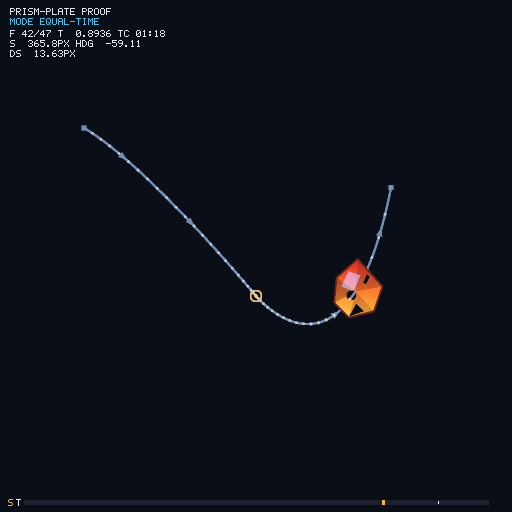 PRISM-PLATE PROOF
MODE EQUAL-TIME
F 42/47 T  0.8936 TC 01:18
S  365.8PX HDG  -59.11
DS  13.63PX
ST